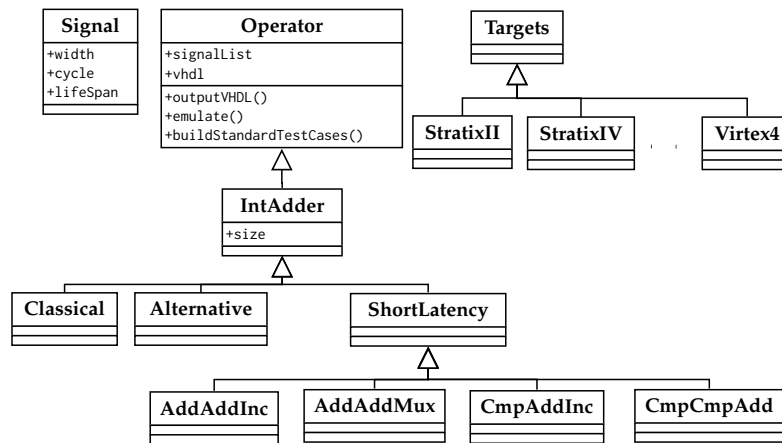 Signal
+width
+cycle
+lifeSpan
Operator
+signalList
+vhdl
+outputVHDL()
+emulate()
+buildStandardTestCases()
Targets
StratixII
StratixIV
Virtex4
IntAdder
+size
Classical
Alternative
ShortLatency
AddAddInc
AddAddMux
CmpAddInc
CmpCmpAdd